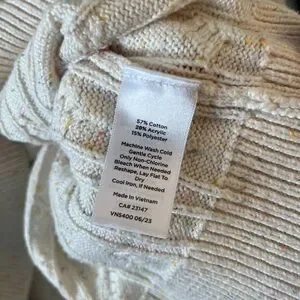 57% Cotton
28% Acrylic
15% Polyester
Machine Wash Cold
Gentle Cycle
Only Non-Chlorine
Bleach When Needed
Reshape, Lay Flat To
Dry
Cool Iron, If Needed
Made in Vietnam
CA# 23147
VNS400 06/23